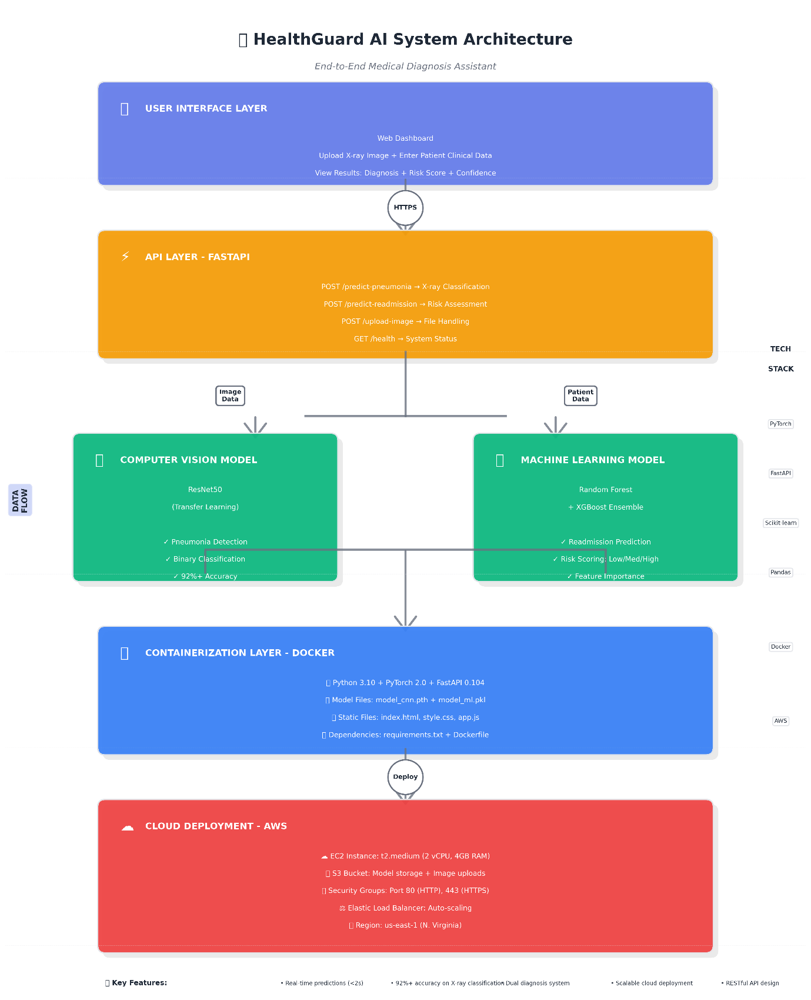 HealthGuard AI System Architecture
End-to-End Medical Diagnosis Assistant
USER INTERFACE LAYER
Web Dashboard
Upload X-ray Image + Enter Patient Clinical Data
View Results: Diagnosis + Risk Score + Confidence
HTTPS
⚡ API LAYER - FASTAPI
POST /predict-pneumonia → X-ray Classification
POST /predict-readmission → Risk Assessment
POST /upload-image → File Handling
GET /health → System Status
TECH
STACK
Image
Data
Patient
Data
PyTorch
FastAPI
Scikit-learn
Pandas
Docker
AWS
DATA
FLOW
COMPUTER VISION MODEL
ResNet50
(Transfer Learning)
✓ Pneumonia Detection
✓ Binary Classification
✓ 92%+ Accuracy
MACHINE LEARNING MODEL
Random Forest
+ XGBoost Ensemble
✓ Readmission Prediction
✓ Risk Scoring: Low/Med/High
✓ Feature Importance
CONTAINERIZATION LAYER - DOCKER
Python 3.10 + PyTorch 2.0 + FastAPI 0.104
Model Files: model_cnn.pth + model_ml.pkl
Static Files: index.html, style.css, app.js
Dependencies: requirements.txt + Dockerfile
Deploy
☁ CLOUD DEPLOYMENT - AWS
☁ EC2 Instance: t2.medium (2 vCPU, 4GB RAM)
S3 Bucket: Model storage + Image uploads
Security Groups: Port 80 (HTTP), 443 (HTTPS)
⚖ Elastic Load Balancer: Auto-scaling
Region: us-east-1 (N. Virginia)
Key Features:
• Real-time predictions (<2s)
• 92%+ accuracy on X-ray classification
• Dual diagnosis system
• Scalable cloud deployment
• RESTful API design